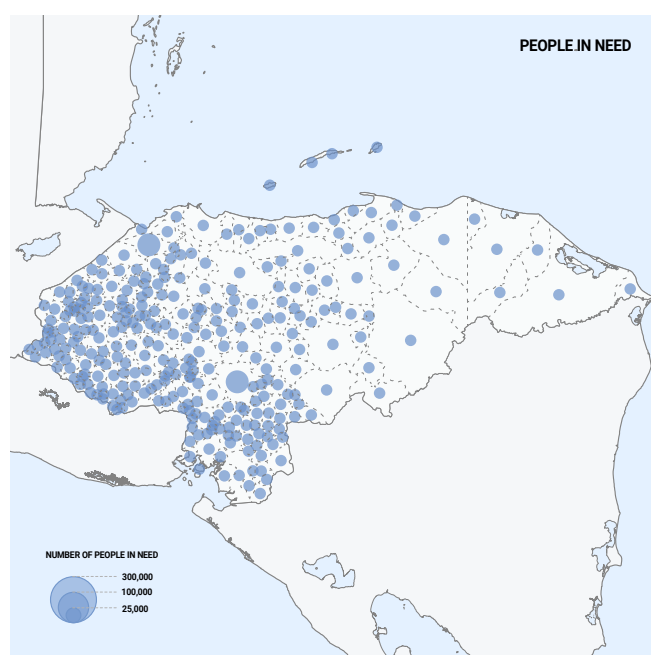 PEOPLE IN NEED
NUMBER OF PEOPLE IN NEED
300,000
100,000
25,000